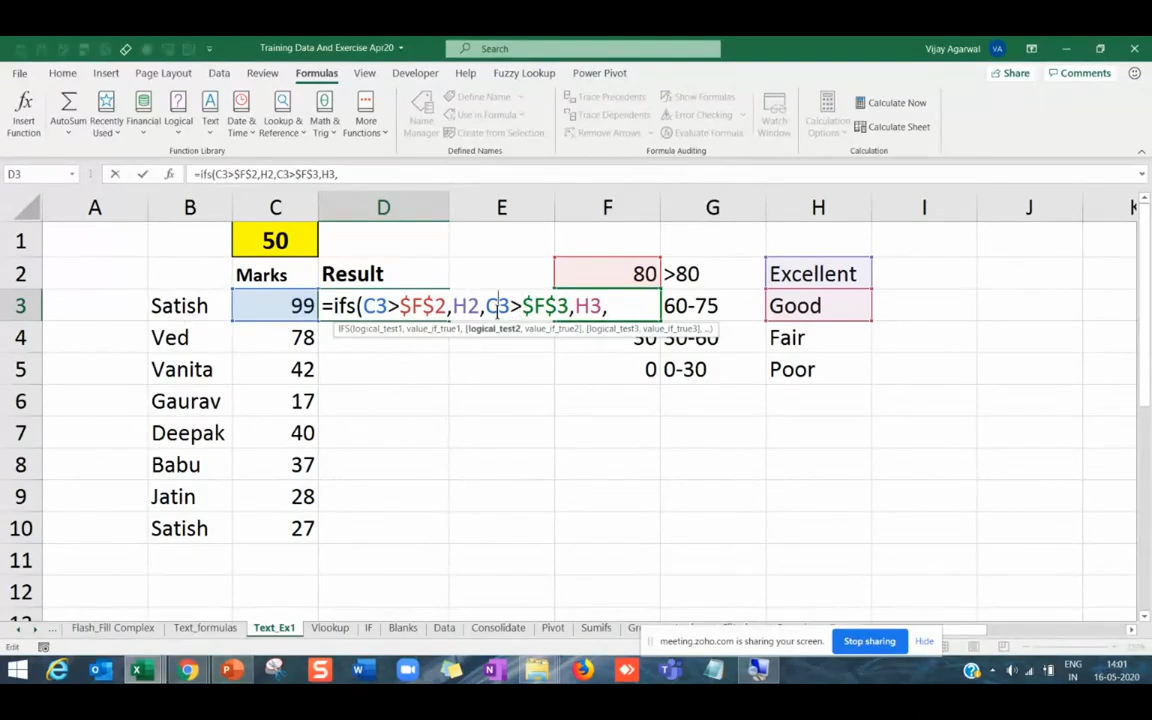 Training Data And Exercise Apr20
Search
Vijay Agarwal
VA
File Home Insert Page Layout Data Review Formulas View Developer Help Fuzzy Lookup Power Pivot Share Comments
Insert Function
AutoSum
Recently Used
Financial
Logical
Text
Date & Time
Lookup & Reference
Math & Trig
More Functions
Function Library
Name Manager
Define Name
Use in Formula
Create from Selection
Defined Names
Trace Precedents
Trace Dependents
Remove Arrows
Show Formulas
Error Checking
Evaluate Formula
Formula Auditing
Watch Window
Calculation Options
Calculate Now
Calculate Sheet
Calculation
D3 fx =ifs(C3>$F$2,H2,C3>$F$3,H3,
A B C D E F G H I J K
1 50
2 Marks Result 80 >80 Excellent
3 Satish 99 =ifs(C3>$F$2,H2,C3>$F$3,H3, 60-75 Good
IFS(logical_test1, value_if_true1, [logical_test2, value_if_true2], [logical_test3, value_if_true3], ...)
4 Ved 78 30 30-60 Fair
5 Vanita 42 0 0-30 Poor
6 Gaurav 17
7 Deepak 40
8 Babu 37
9 Jatin 28
10 Satish 27
11
12
... Flash_Fill Complex Text_formulas Text_Ex1 Vlookup IF Blanks Data Consolidate Pivot Sumifs
meeting.zoho.com is sharing your screen. Stop sharing Hide
Edit
ENG
IN
14:01
16-05-2020